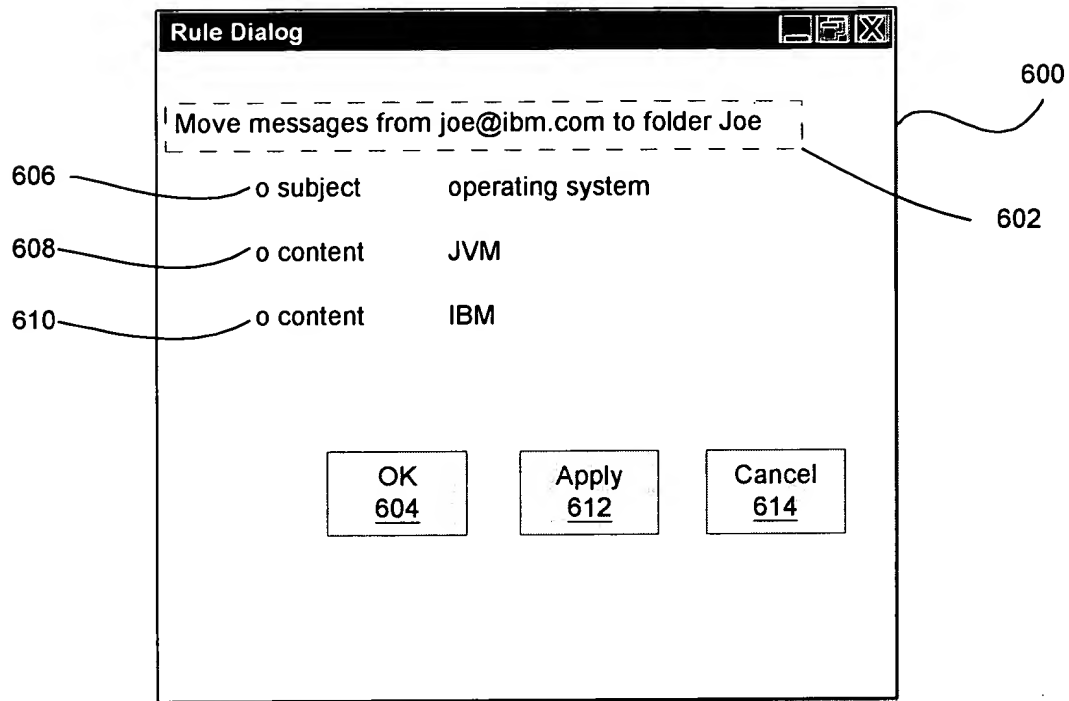 Rule Dialog
600
Move messages from joe@ibm.com to folder Joe
606
o subject operating system
602
608
o content JVM
610
o content IBM
OK
604
Apply
612
Cancel
614